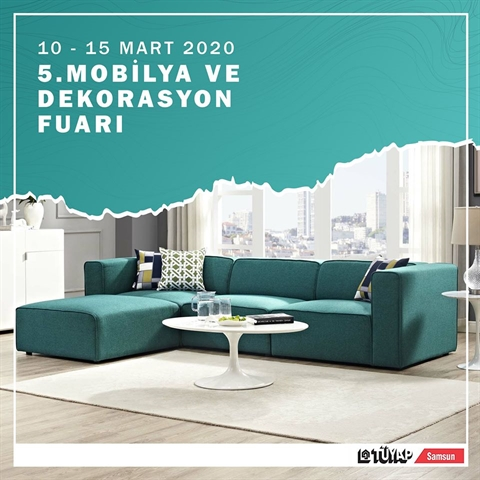 10 - 15 MART 2020
5.MOBİLYA VE
DEKORASYON
FUARI
TÜYAP Samsun